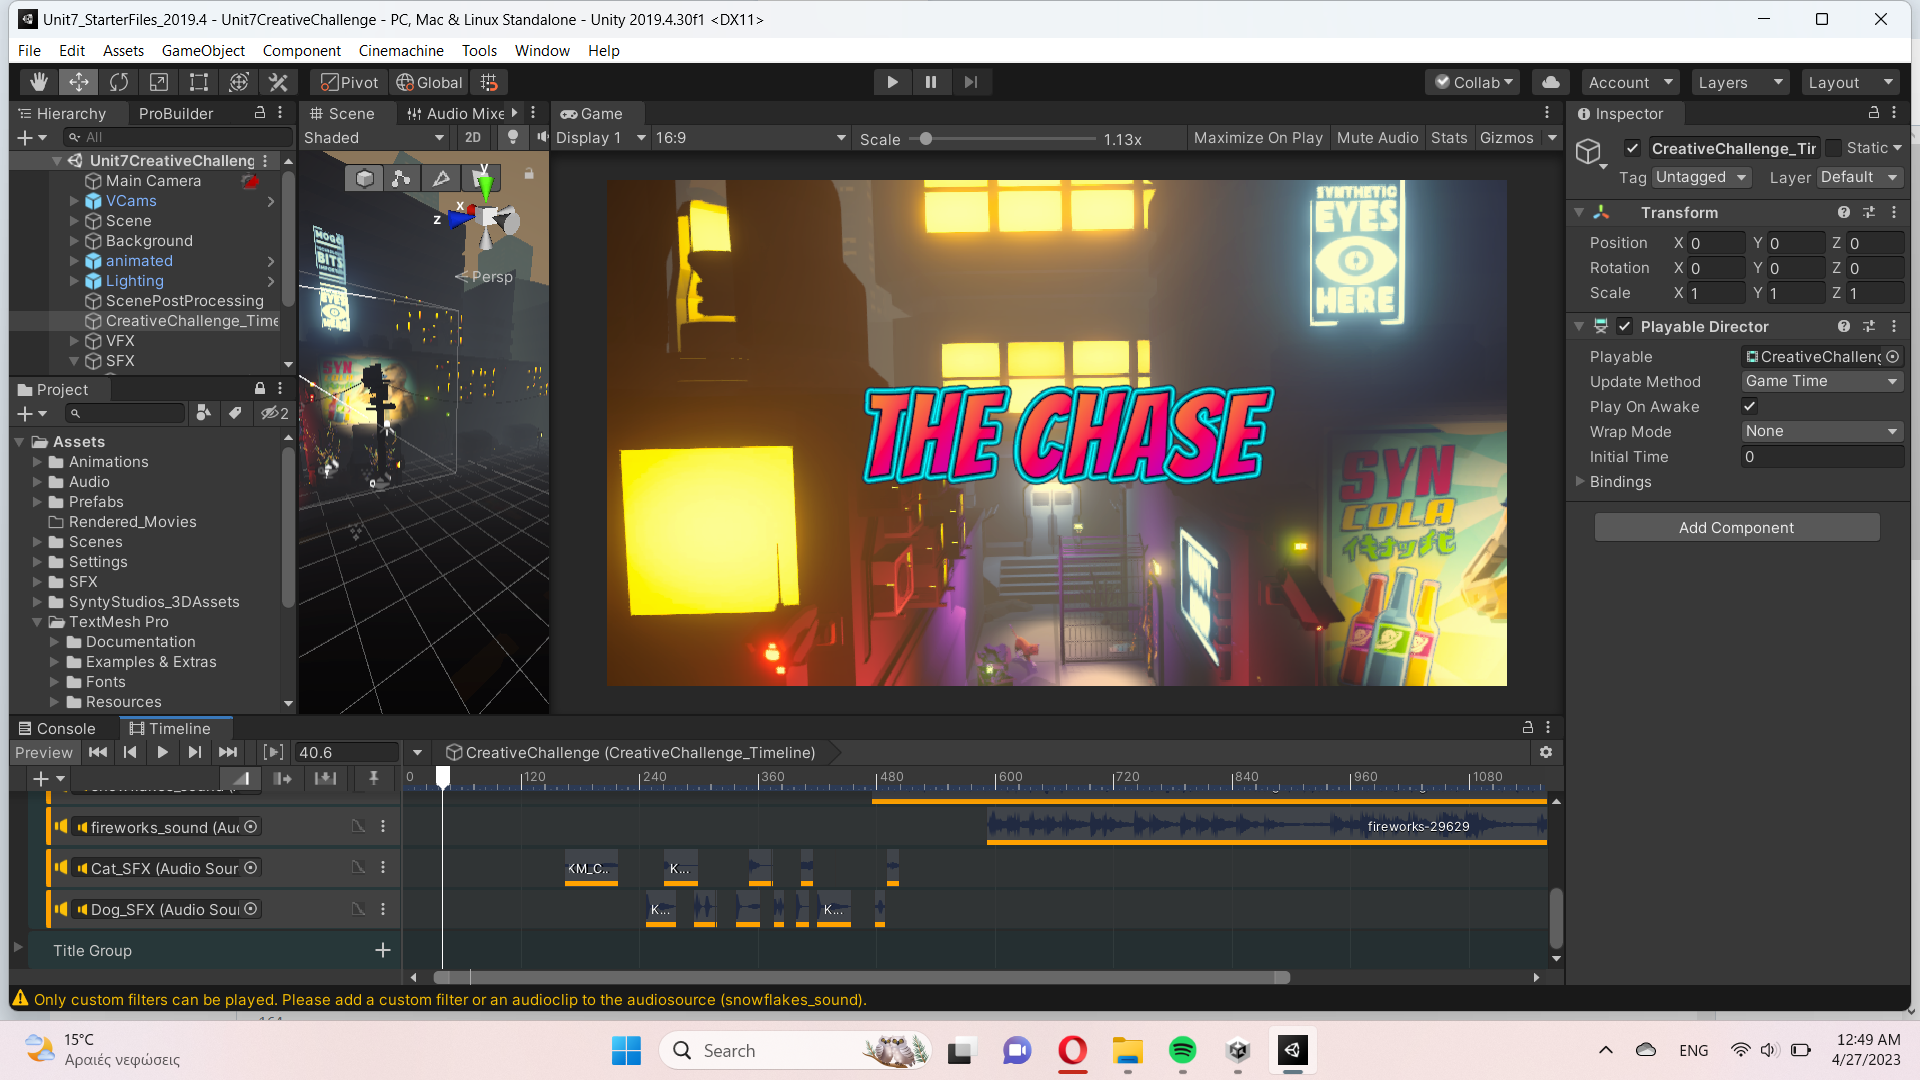 Unit7_StarterFiles_2019.4 - Unit7CreativeChallenge - PC, Mac & Linux Standalone - Unity 2019.4.30f1 <DX11>
File Edit Assets GameObject Component Cinemachine Tools Window Help
Pivot Global Collab Account Layers Layout
Hierarchy ProBuilder
All
Unit7CreativeChalleng
Main Camera
VCams
Scene
Background
animated
Lighting
ScenePostProcessing
CreativeChallenge_Time
VFX
SFX
Project
2
Assets
Animations
Audio
Prefabs
Rendered_Movies
Scenes
Settings
SFX
SyntyStudios_3DAssets
TextMesh Pro
Documentation
Examples & Extras
Fonts
Resources
Scene Audio Mixe
Shaded 2D
y
x
z
Persp
BITS
EYES
SYN
Game
Display 1 16:9 Scale 1.13x Maximize On Play Mute Audio Stats Gizmos
SYNTHETIC
EYES
HERE
THE CHASE
SYN
COLA
Inspector
CreativeChallenge_Tir Static
Tag Untagged Layer Default
Transform
Position X 0 Y 0 Z 0
Rotation X 0 Y 0 Z 0
Scale X 1 Y 1 Z 1
Playable Director
Playable CreativeChalleng
Update Method Game Time
Play On Awake
Wrap Mode None
Initial Time 0
Bindings
Add Component
Console Timeline
Preview 40.6 CreativeChallenge (CreativeChallenge_Timeline)
0 120 240 360 480 600 720 840 960 1080
fireworks_sound (Aud
fireworks-29629
Cat_SFX (Audio Sour
KM_C... K...
Dog_SFX (Audio Sour
K... K...
Title Group
Only custom filters can be played. Please add a custom filter or an audioclip to the audiosource (snowflakes_sound).
15°C
Αραιές νεφώσεις
Search
ENG
12:49 AM
4/27/2023